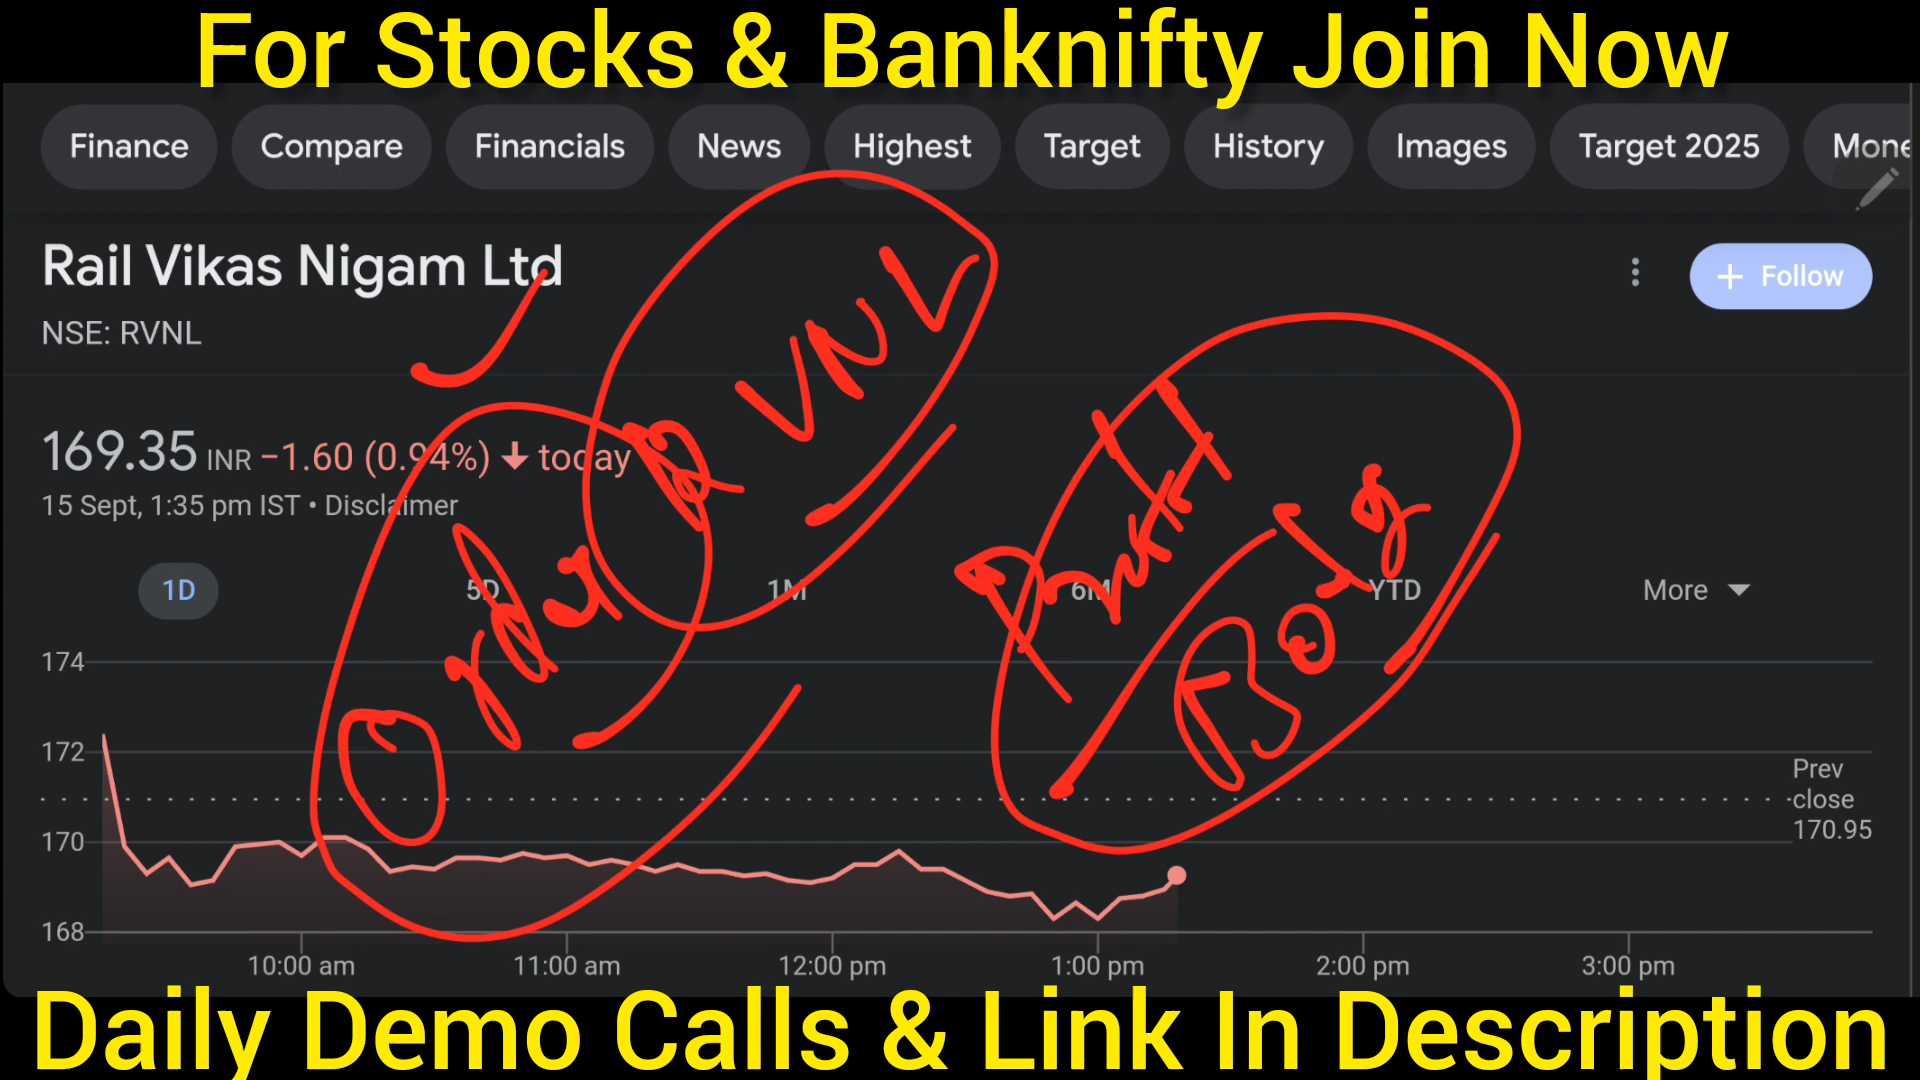 For Stocks & Banknifty Join Now
Finance Compare Financials News Highest Target History Images Target 2025 Mone
Rail Vikas Nigam Ltd
NSE: RVNL
+ Follow
RVNL
169.35 INR −1.60 (0.94%) ↓ today
15 Sept, 1:35 pm IST • Disclaimer
1D 5D 1M 6M YTD More
174
172
170
168
Prev
close
170.95
10:00 am 11:00 am 12:00 pm 1:00 pm 2:00 pm 3:00 pm
Daily Demo Calls & Link In Description